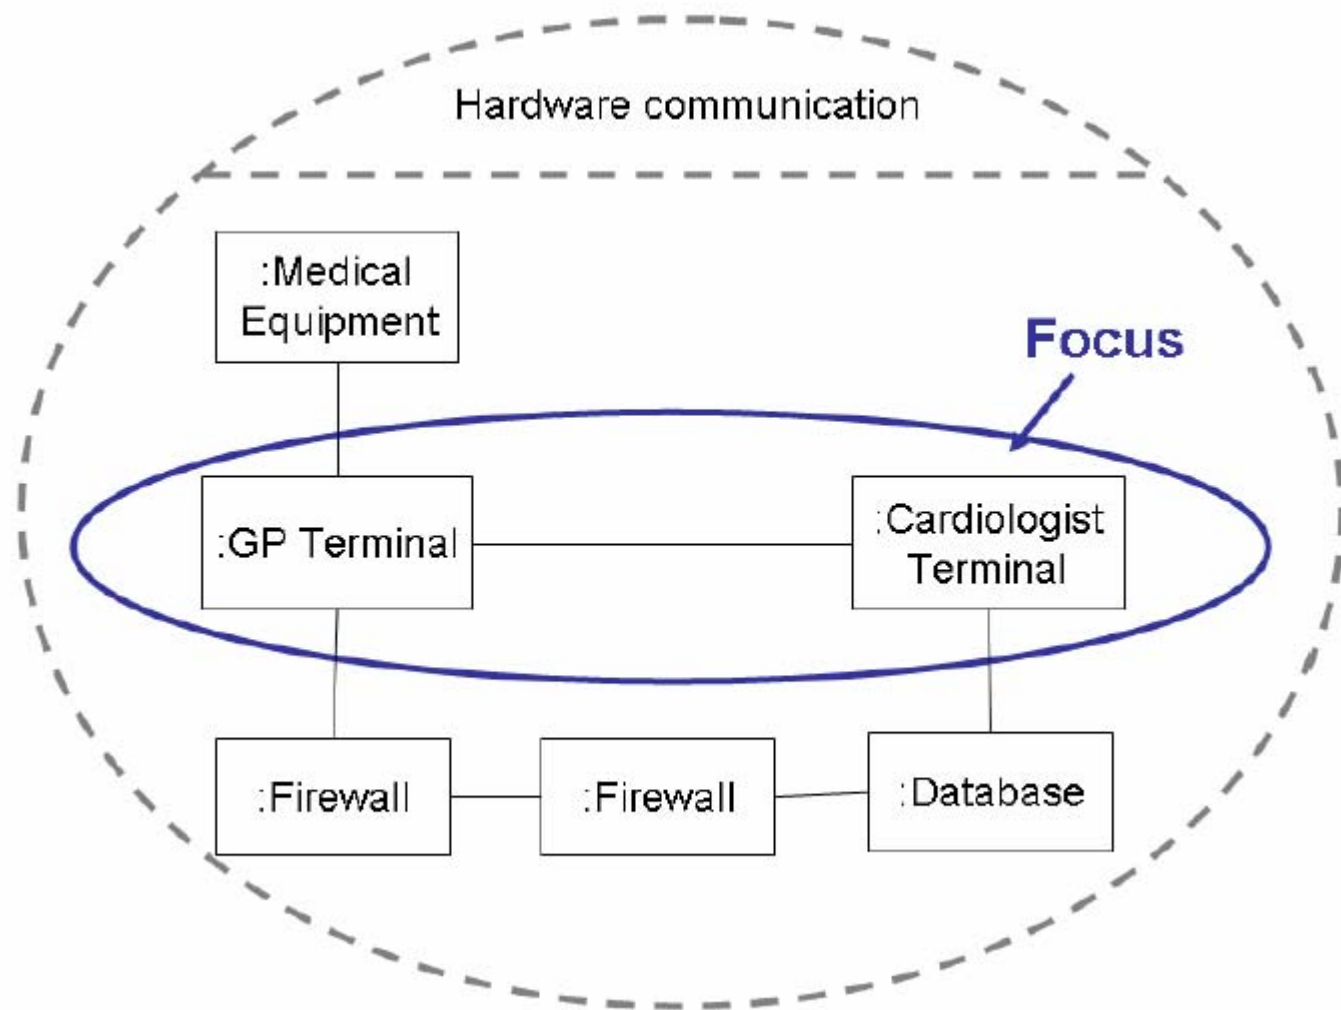 Hardware communication
:Medical
Equipment
Focus
:GP Terminal
:Cardiologist
Terminal
:Firewall
:Firewall
:Database